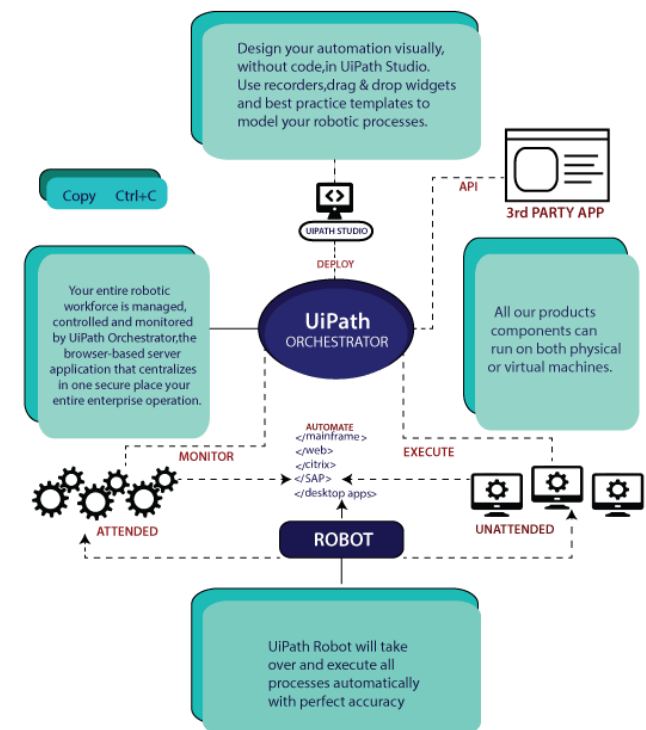 Design your automation visually,
without code,in UiPath Studio.
Use recorders,drag & drop widgets
and best practice templates to
model your robotic processes.
API
3rd PARTY APP
Copy Ctrl+C
UIPATH STUDIO
DEPLOY
Your entire robotic
workforce is managed,
controlled and monitored
by UiPath Orchestrator,the
browser-based server
application that centralizes
in one secure place your
entire enterprise operation.
UiPath
ORCHESTRATOR
All our products
components can
run on both physical
or virtual machines.
MONITOR
AUTOMATE
</mainframe>
</web>
</citrix>
</SAP>
</desktop apps>
EXECUTE
ATTENDED
UNATTENDED
ROBOT
UiPath Robot will take
over and execute all
processes automatically
with perfect accuracy